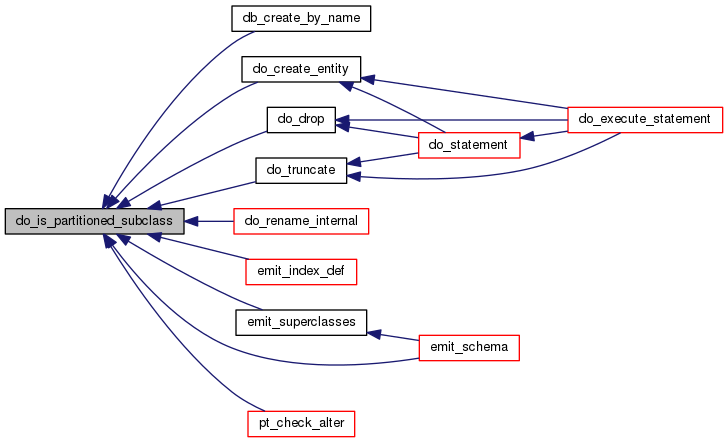 db_create_by_name
do_create_entity
do_drop
do_execute_statement
do_statement
do_truncate
do_is_partitioned_subclass
do_rename_internal
emit_index_def
emit_superclasses
emit_schema
pt_check_alter